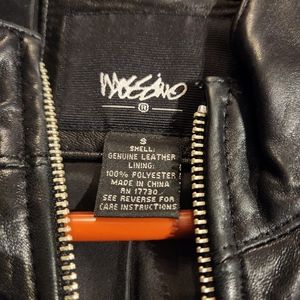 mossimo
®
S
SHELL:
GENUINE LEATHER
LINING:
100% POLYESTER
MADE IN CHINA
RN 17730
SEE REVERSE FOR
CARE INSTRUCTIONS